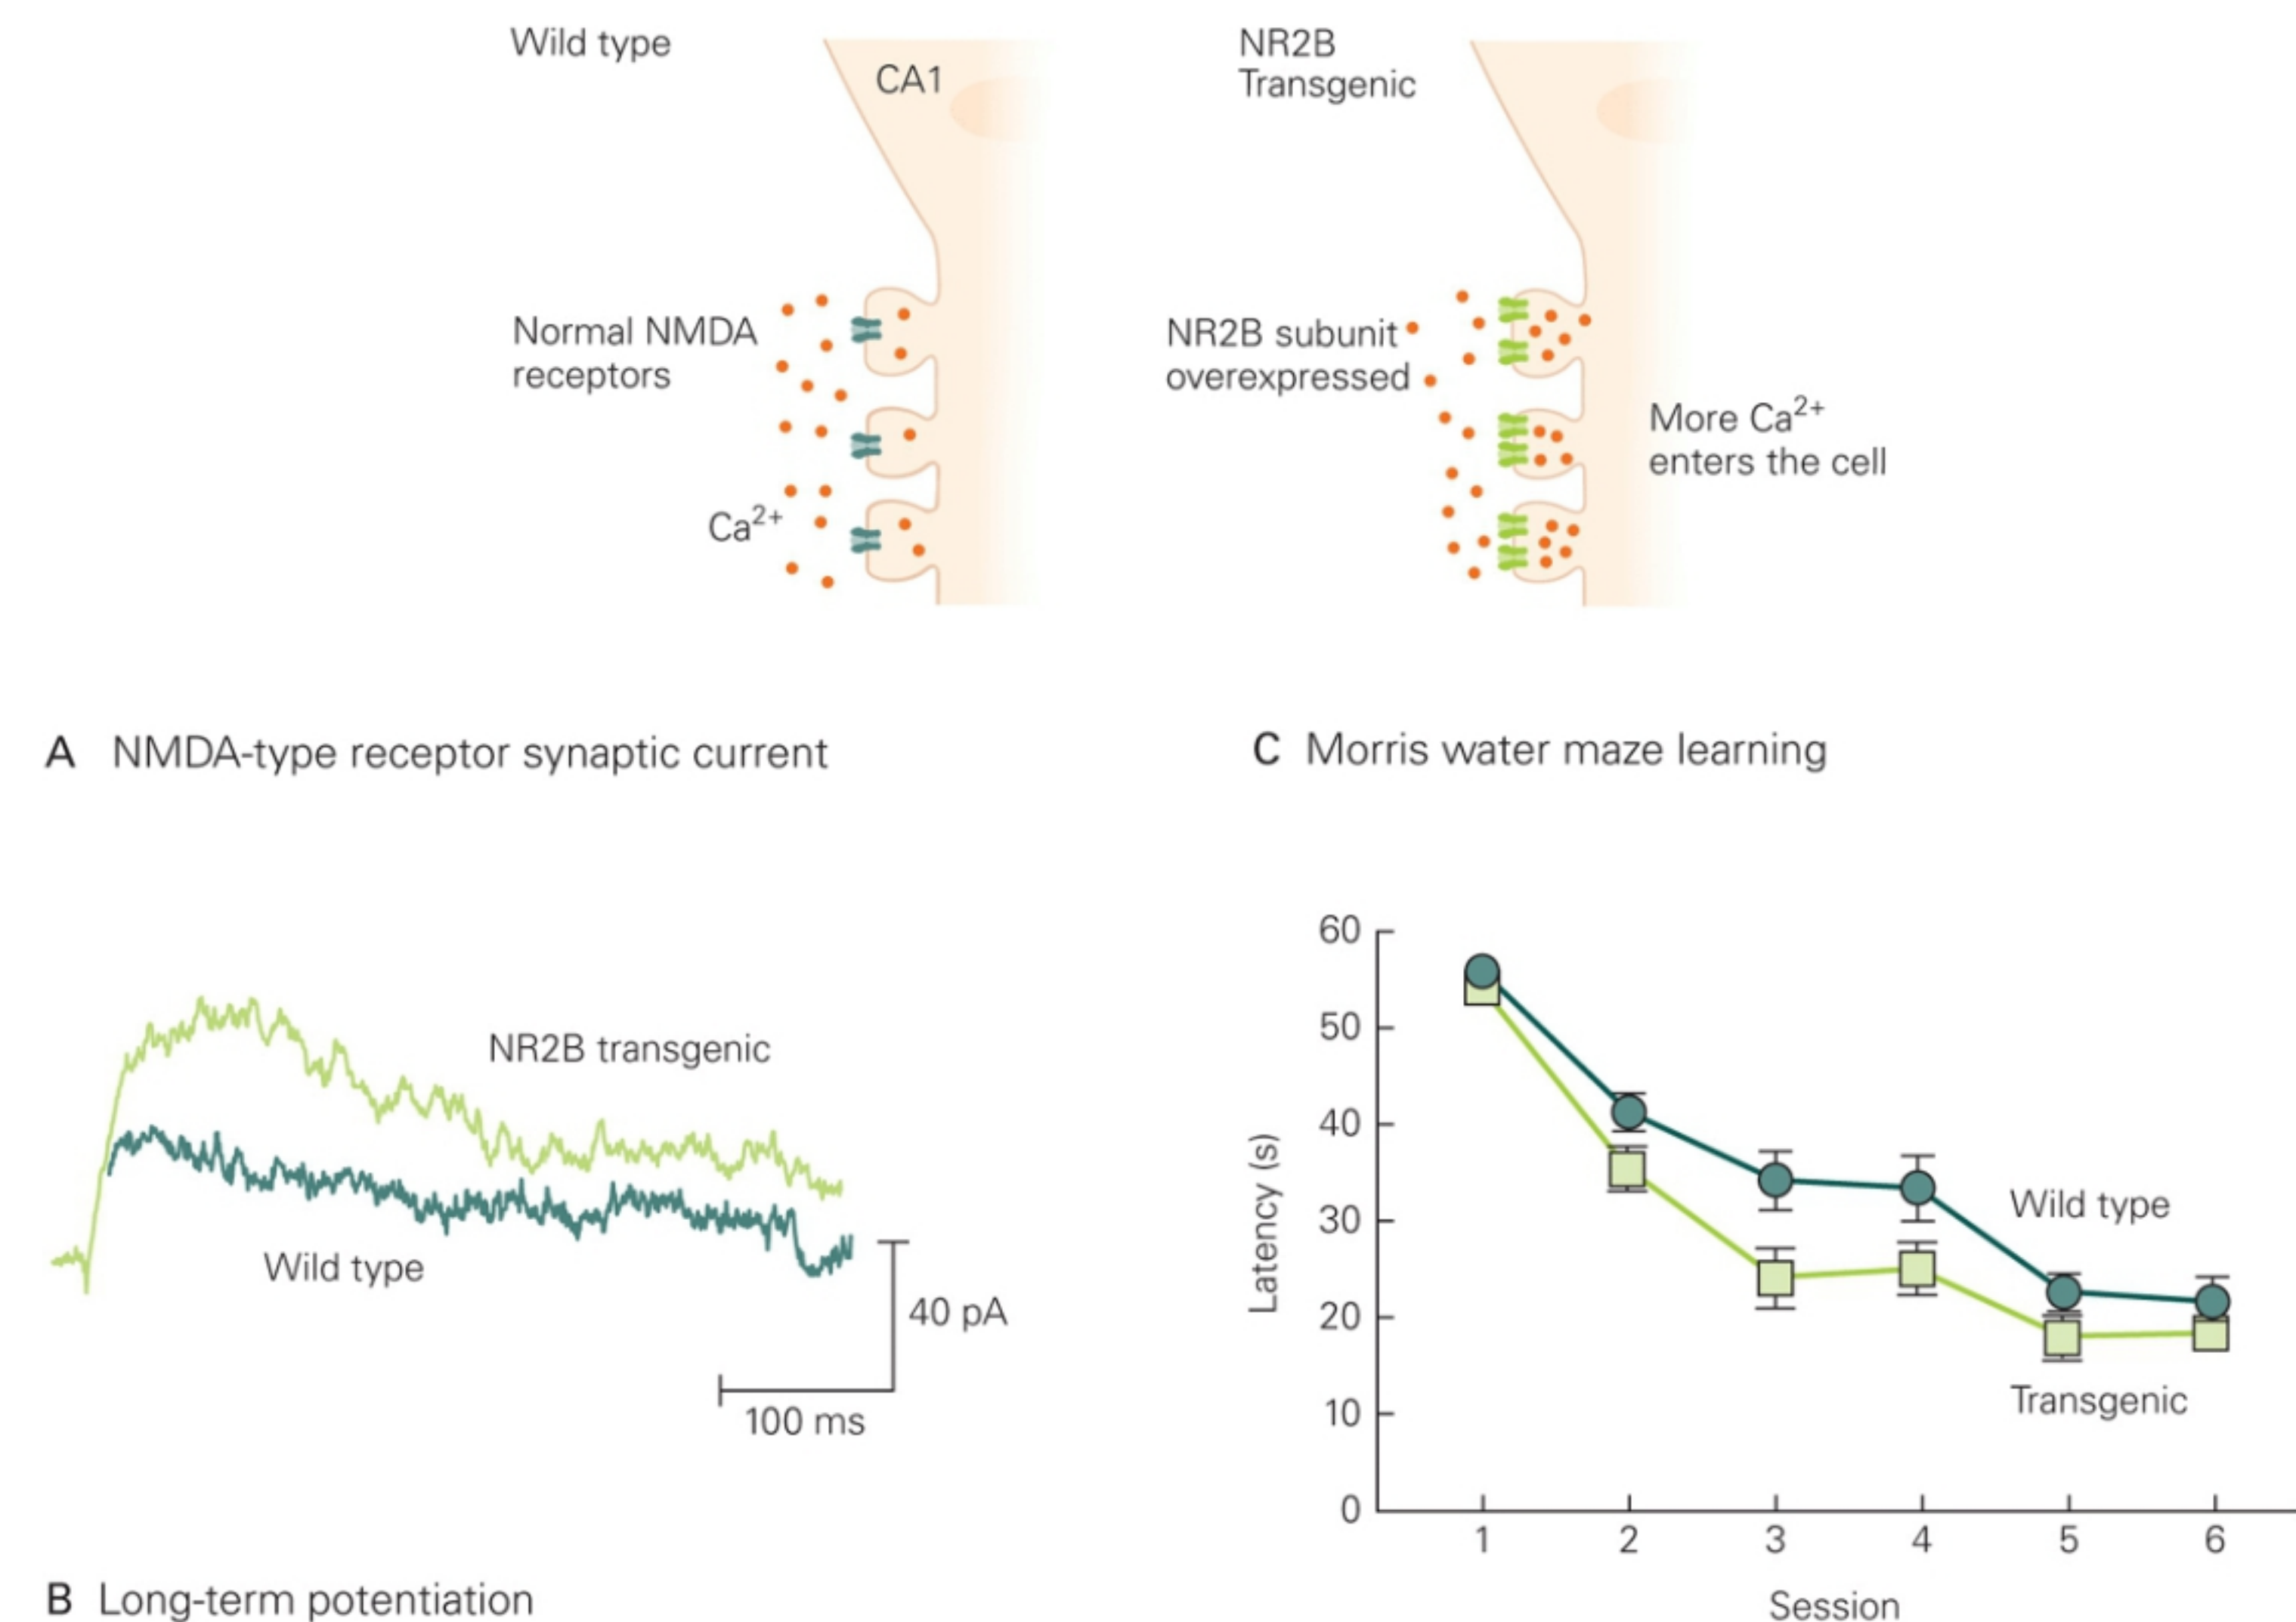 Wild type
CA1
Normal NMDA
receptors
Ca²⁺
NR2B
Transgenic
NR2B subunit
overexpressed
More Ca²⁺
enters the cell
A NMDA-type receptor synaptic current
NR2B transgenic
Wild type
40 pA
100 ms
B Long-term potentiation
C Morris water maze learning
Latency (s)
60
50
40
30
20
10
0
Wild type
Transgenic
1 2 3 4 5 6
Session